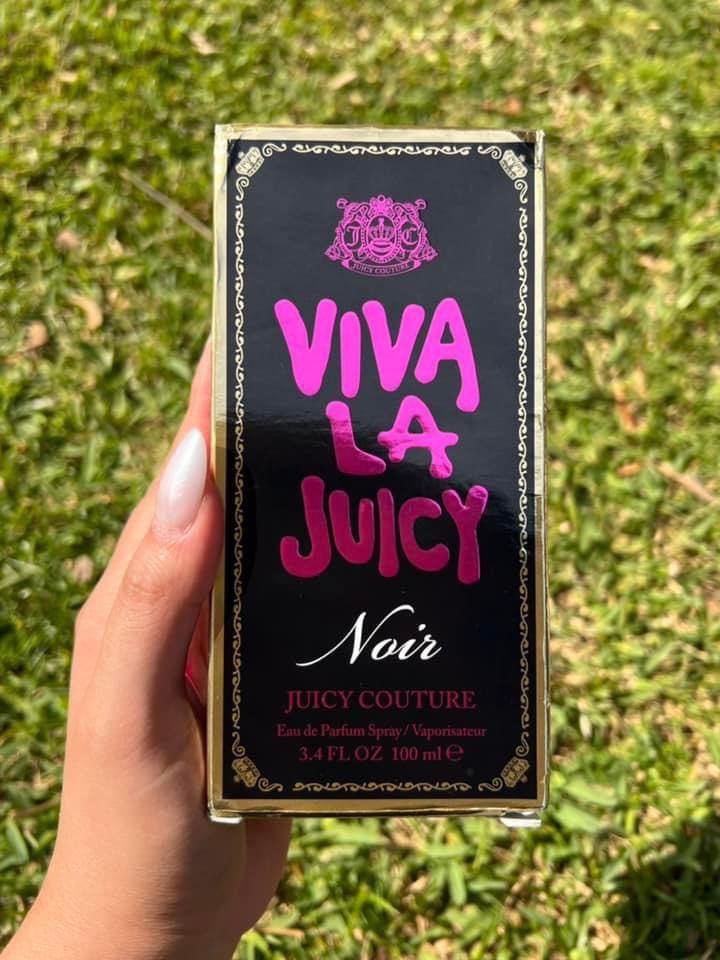 J C
JUICY COUTURE
VIVA
LA
JUICY
Noir
JUICY COUTURE
Eau de Parfum Spray/Vaporisateur
3.4 FL OZ 100 ml ℮